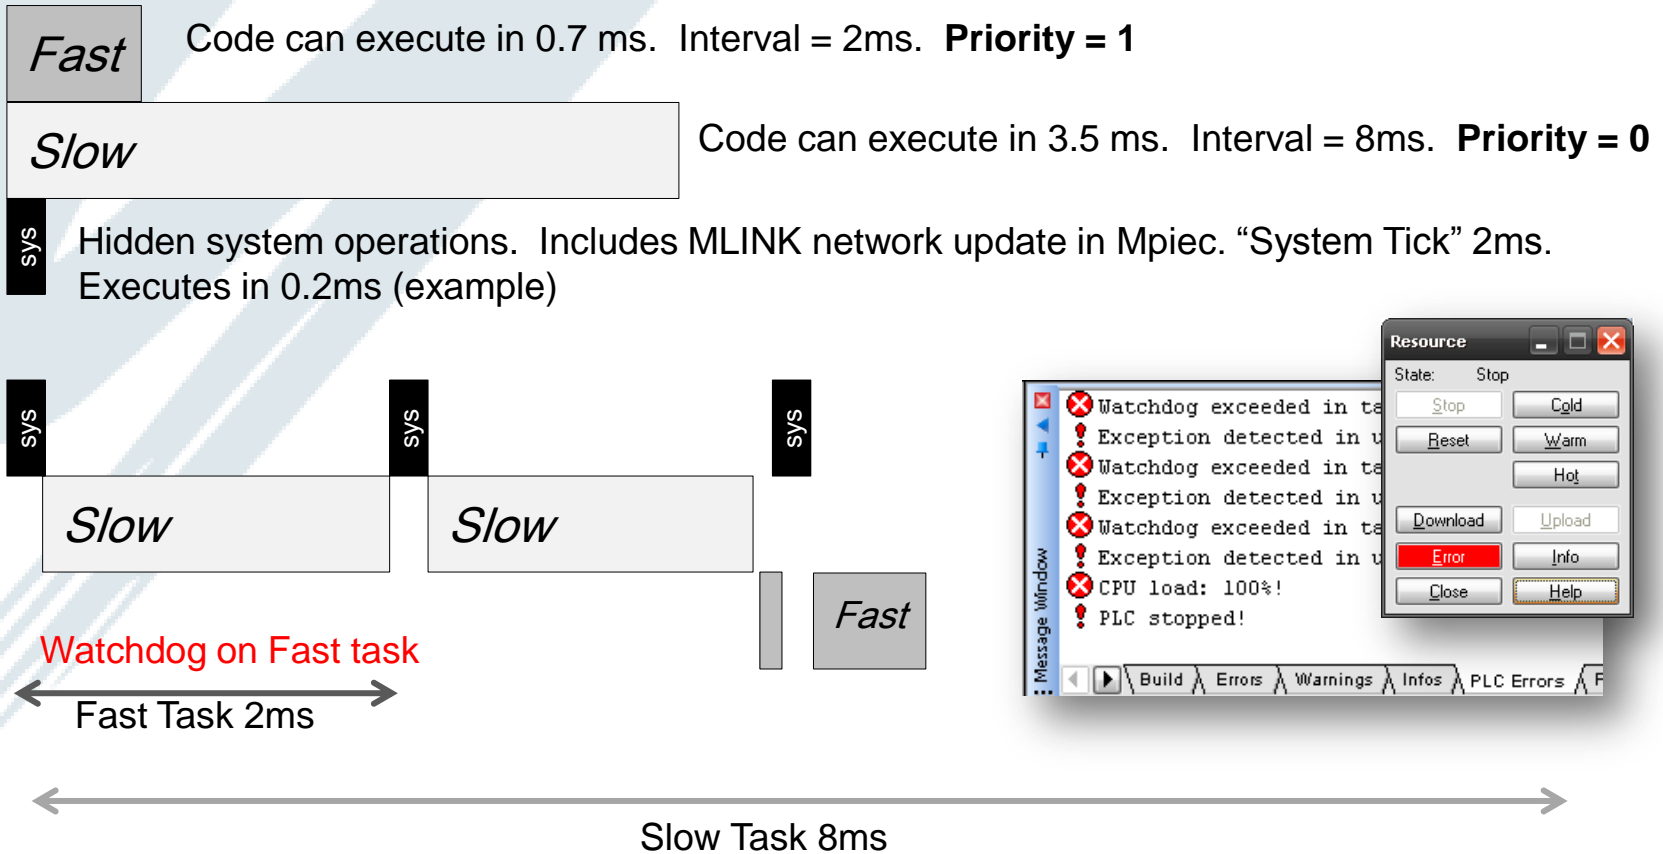 Fast
Code can execute in 0.7 ms. Interval = 2ms. Priority = 1
Slow
Code can execute in 3.5 ms. Interval = 8ms. Priority = 0
sys
Hidden system operations. Includes MLINK network update in Mpiec. “System Tick” 2ms.
Executes in 0.2ms (example)
sys
sys
sys
Slow
Slow
Fast
Watchdog on Fast task
Fast Task 2ms
Slow Task 8ms
Message Window
Watchdog exceeded in ta
Exception detected in u
Watchdog exceeded in ta
Exception detected in u
Watchdog exceeded in ta
Exception detected in u
CPU load: 100%!
PLC stopped!
Build Errors Warnings Infos PLC Errors F
Resource
State: Stop
Stop Cold
Reset Warm
Hot
Download Upload
Error Info
Close Help